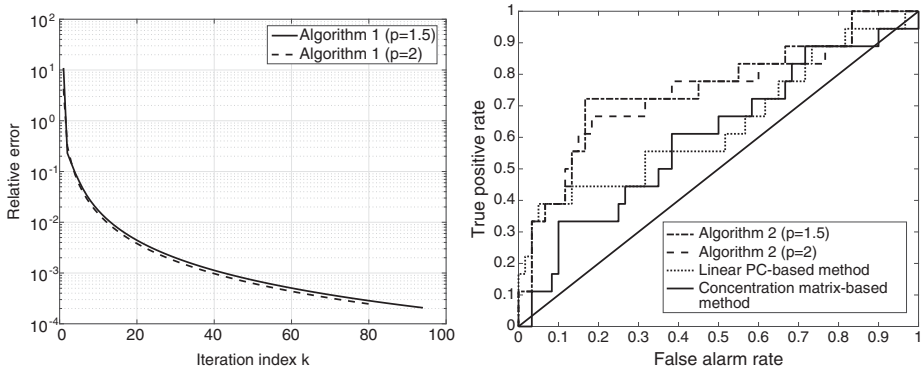 10^2
10^1
10^0
10^-1
10^-2
10^-3
10^-4
Relative error
0 20 40 60 80 100
Iteration index k
Algorithm 1 (p=1.5)
Algorithm 1 (p=2)
1
0.9
0.8
0.7
0.6
0.5
0.4
0.3
0.2
0.1
0
True positive rate
0 0.1 0.2 0.3 0.4 0.5 0.6 0.7 0.8 0.9 1
False alarm rate
Algorithm 2 (p=1.5)
Algorithm 2 (p=2)
Linear PC-based method
Concentration matrix-based
method